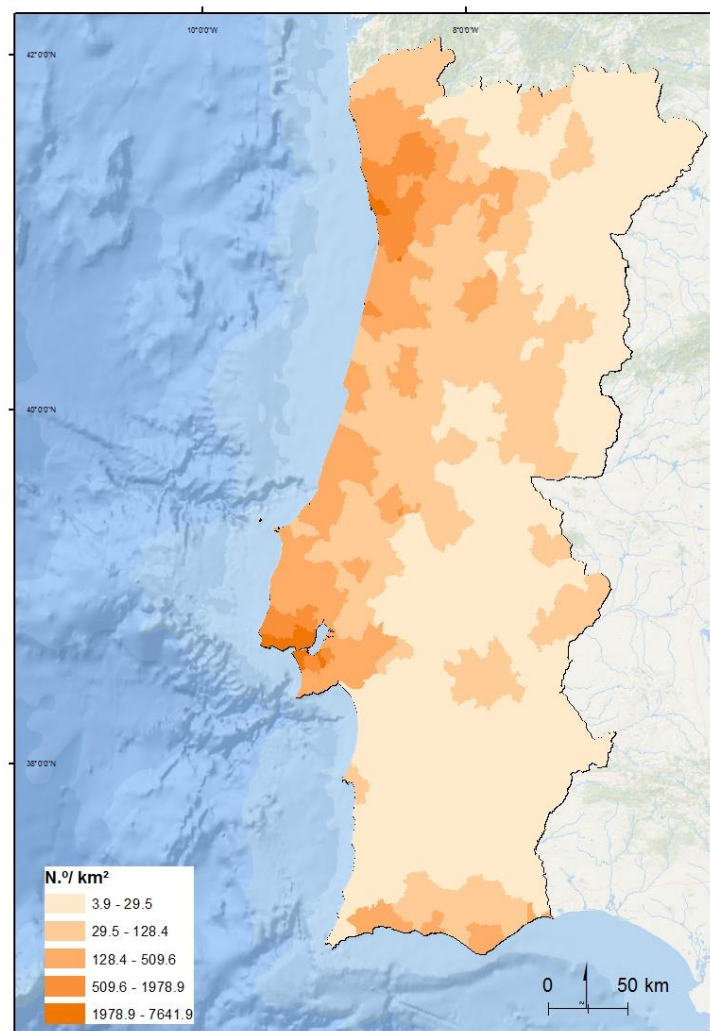 10°0'0"W 8°0'0"W
42°0'0"N
40°0'0"N
38°0'0"N
N.º/ km²
3.9 - 29.5
29.5 - 128.4
128.4 - 509.6
509.6 - 1978.9
1978.9 - 7641.9
0 50 km